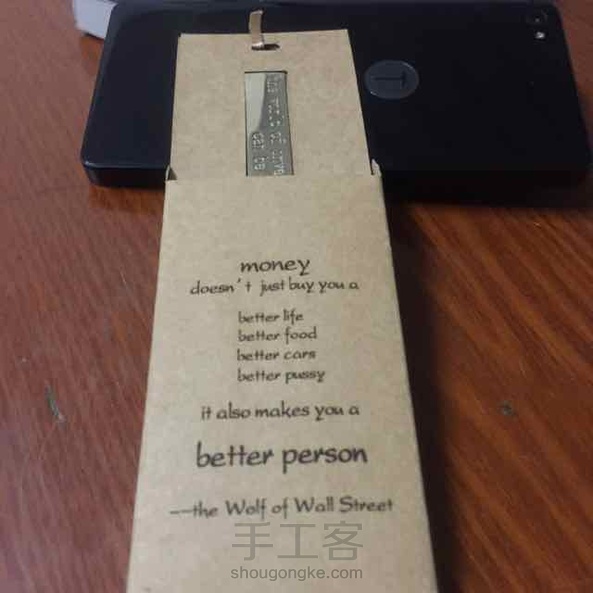 money
doesn't just buy you a
better life
better food
better cars
better pussy
it also makes you a
better person
——the Wolf of Wall Street
手工客
shougongke.com